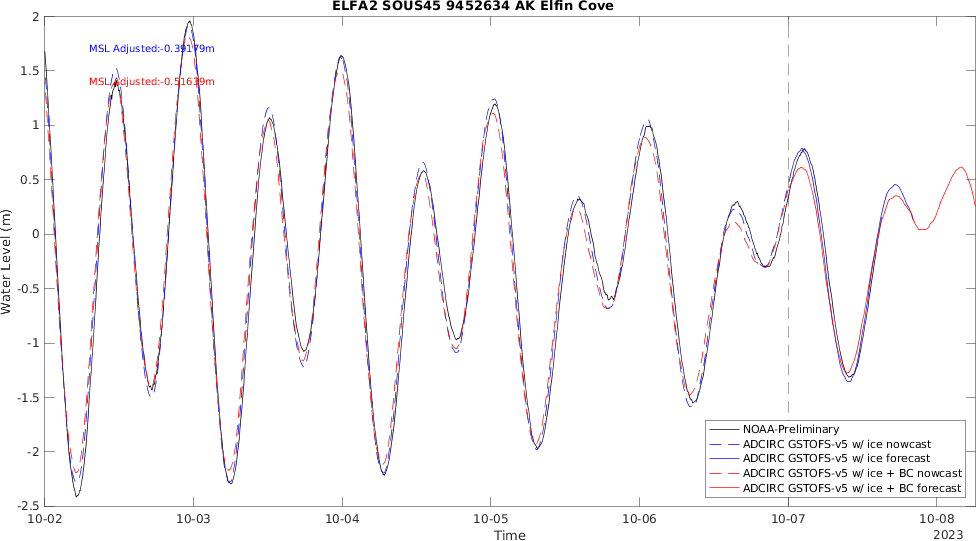 ELFA2 SOUS45 9452634 AK Elfin Cove
2
1.5
1
0.5
0
-0.5
-1
-1.5
-2
-2.5
Water Level (m)
MSL Adjusted:-0.39179m
MSL Adjusted:-0.51639m
NOAA-Preliminary
ADCIRC GSTOFS-v5 w/ ice nowcast
ADCIRC GSTOFS-v5 w/ ice forecast
ADCIRC GSTOFS-v5 w/ ice + BC nowcast
ADCIRC GSTOFS-v5 w/ ice + BC forecast
10-02 10-03 10-04 10-05 10-06 10-07 10-08
Time
2023